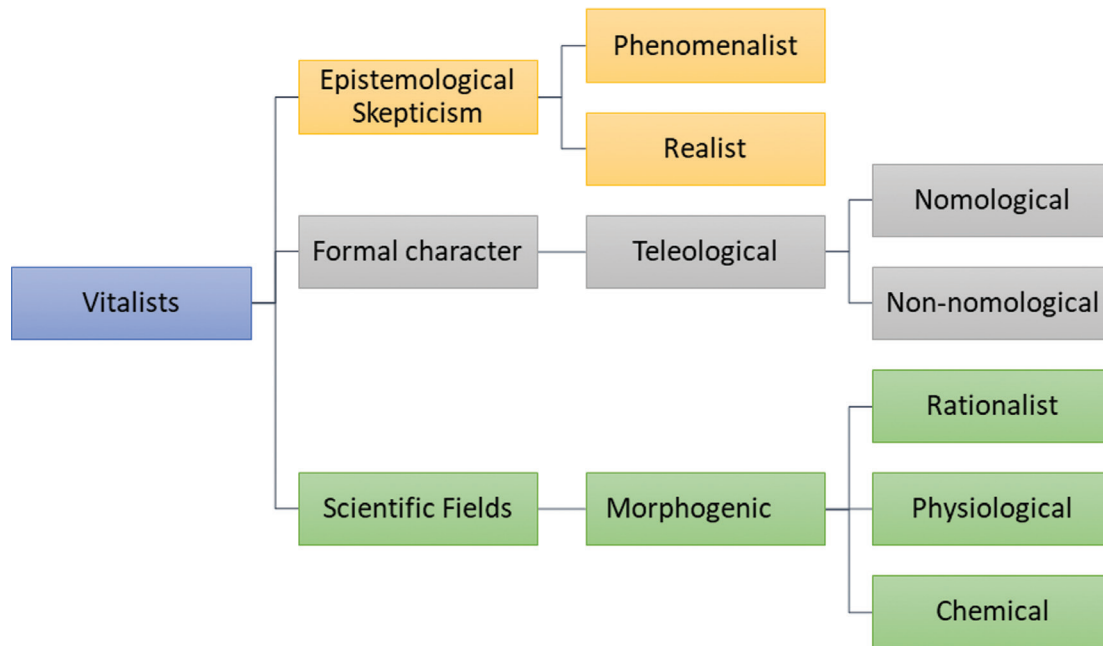 Vitalists
Epistemological
Skepticism
Phenomenalist
Realist
Formal character
Teleological
Nomological
Non-nomological
Scientific Fields
Morphogenic
Rationalist
Physiological
Chemical